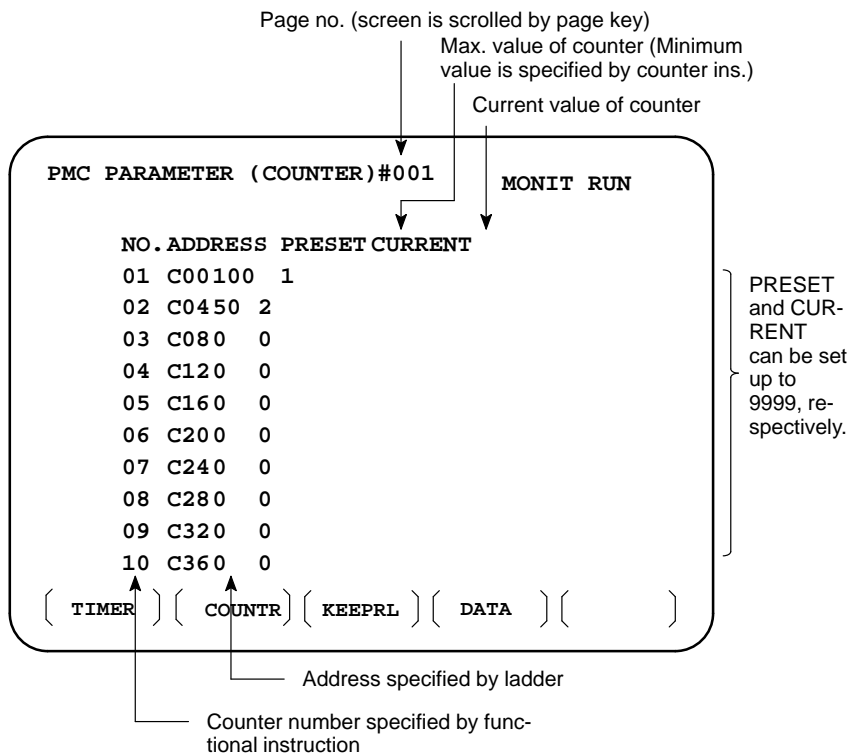 Page no. (screen is scrolled by page key)
Max. value of counter (Minimum
value is specified by counter ins.)
Current value of counter
PMC PARAMETER (COUNTER)#001
MONIT RUN
NO.ADDRESS PRESET CURRENT
01 C00100 1
02 C0450 2
03 C080 0
04 C120 0
05 C160 0
06 C200 0
07 C240 0
08 C280 0
09 C320 0
10 C360 0
PRESET
and CUR-
RENT
can be set
up to
9999, re-
spectively.
TIMER COUNTR KEEPRL DATA
Address specified by ladder
Counter number specified by func-
tional instruction